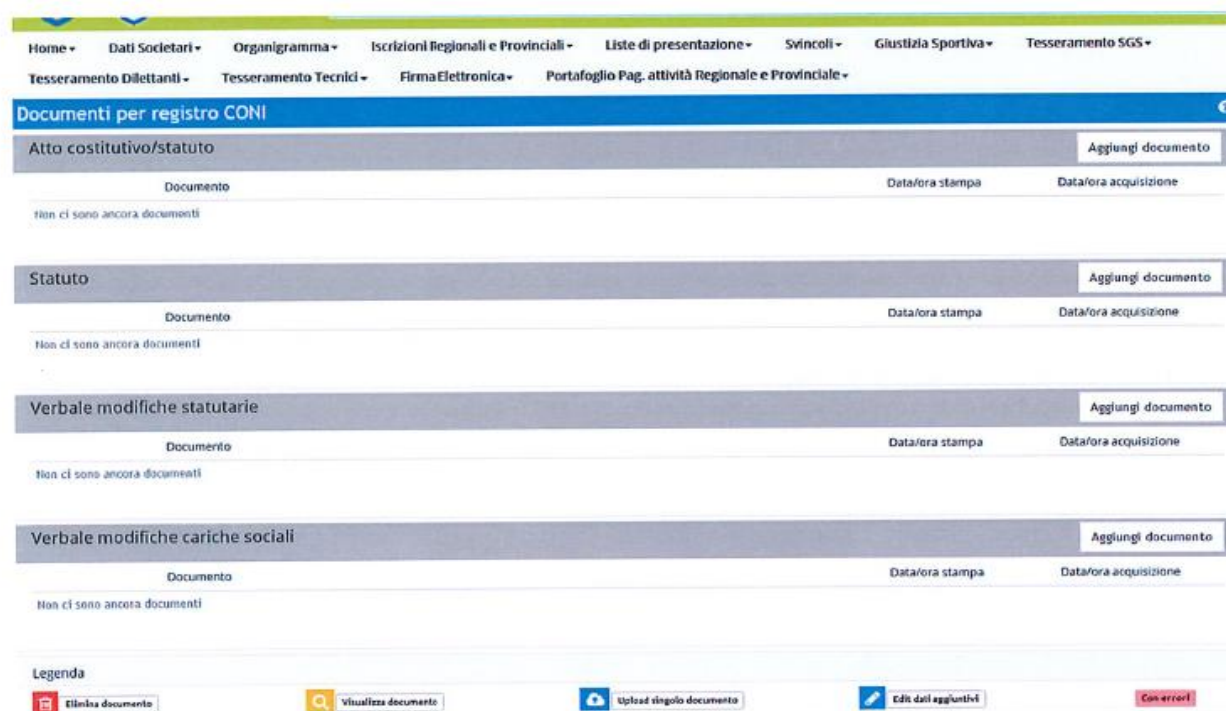 Home Dati Societari Organigramma Iscrizioni Regionali e Provinciali Liste di presentazione Svincoli Giustizia Sportiva Tesseramento SGS
Tesseramento Dilettanti Tesseramento Tecnici Firma Elettronica Portafoglio Pag. attività Regionale e Provinciale
Documenti per registro CONI
Atto costitutivo/statuto Aggiungi documento
Documento Data/ora stampa Data/ora acquisizione
Non ci sono ancora documenti
Statuto Aggiungi documento
Documento Data/ora stampa Data/ora acquisizione
Non ci sono ancora documenti
Verbale modifiche statutarie Aggiungi documento
Documento Data/ora stampa Data/ora acquisizione
Non ci sono ancora documenti
Verbale modifiche cariche sociali Aggiungi documento
Documento Data/ora stampa Data/ora acquisizione
Non ci sono ancora documenti
Legenda
Elimina documento Visualizza documento Upload singolo documento Edit dati aggiuntivi Con errori